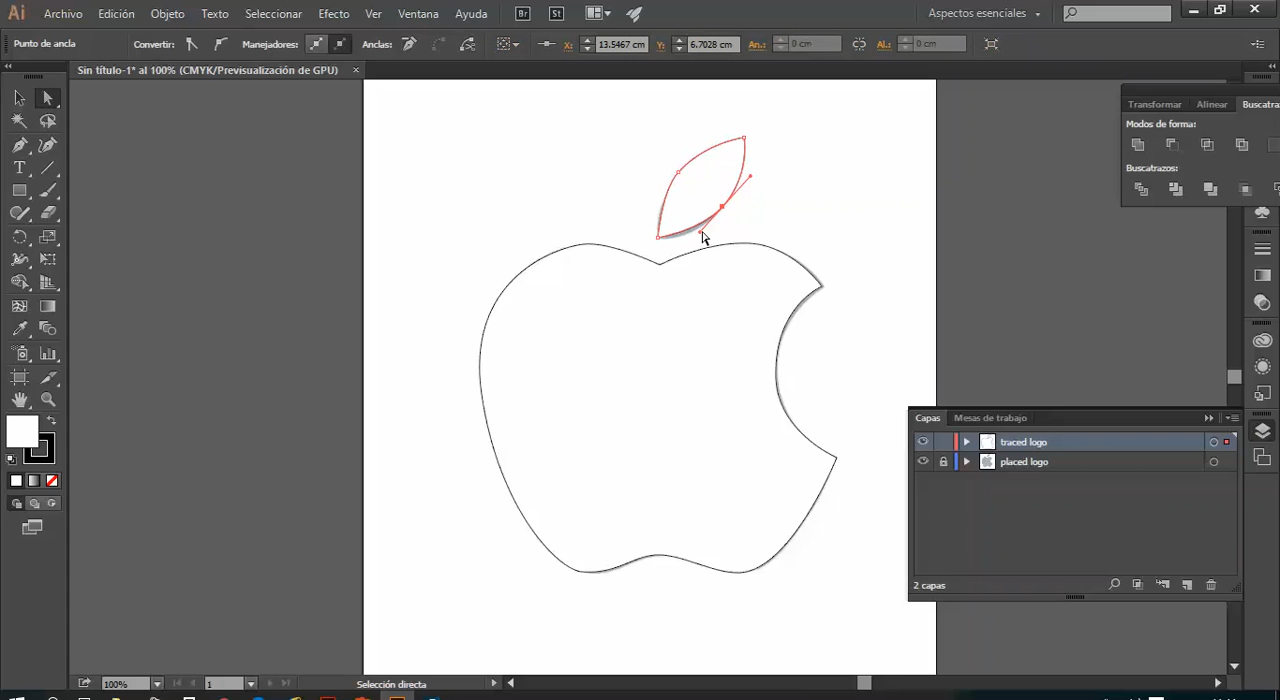 Ai Archivo Edición Objeto Texto Seleccionar Efecto Ver Ventana Ayuda Br St Aspectos esenciales
Punto de ancla Convertir: Manejadores: Anclas: X: 13.5467 cm Y: 6.7028 cm An.: 0 cm Al.: 0 cm
Sin título-1* al 100% (CMYK/Previsualización de GPU) ×
Transformar Alinear Buscatraz
Modos de forma:
Buscatrazos:
Capas Mesas de trabajo
traced logo
placed logo
2 capas
100% 1 Selección directa